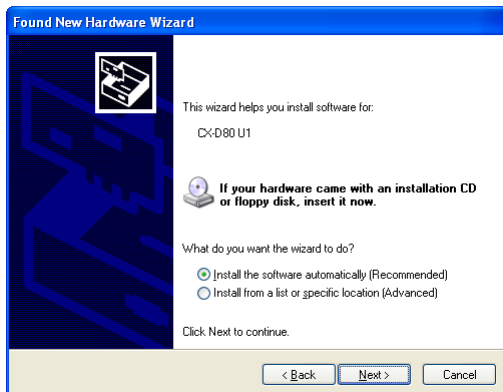 Found New Hardware Wizard
This wizard helps you install software for:
CX-D80 U1
If your hardware came with an installation CD
or floppy disk, insert it now.
What do you want the wizard to do?
Install the software automatically (Recommended)
Install from a list or specific location (Advanced)
Click Next to continue.
< Back
Next >
Cancel